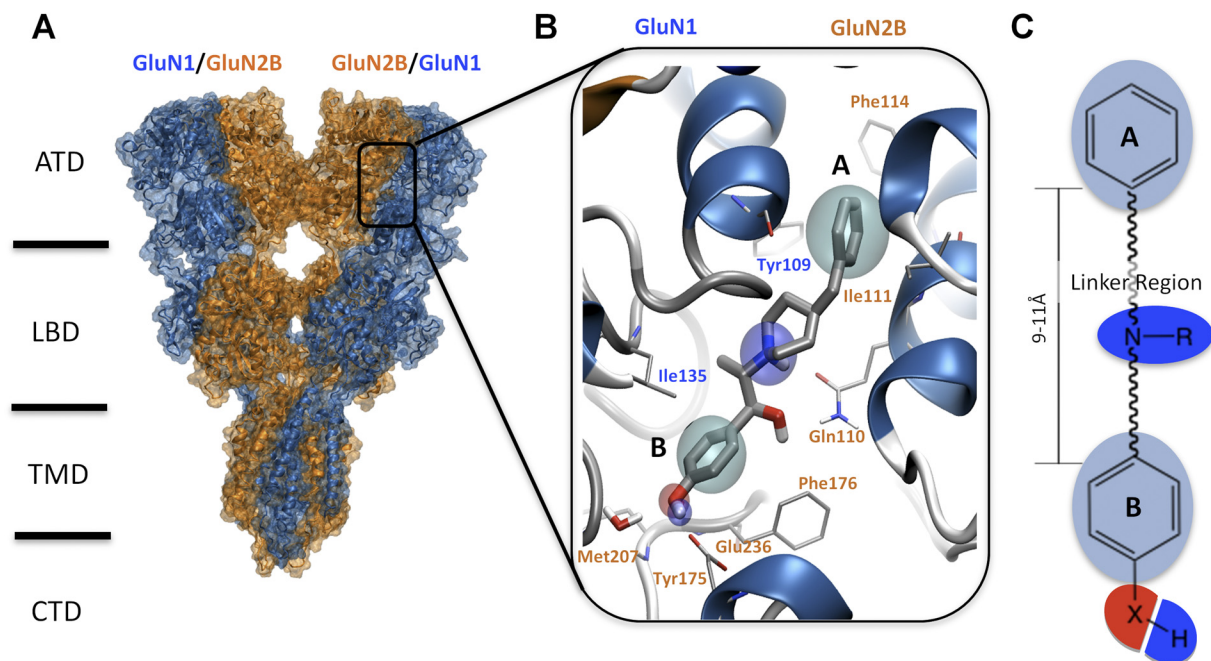 A
GluN1/GluN2B
GluN2B/GluN1
ATD
LBD
TMD
CTD
B
GluN1
GluN2B
Phe114
A
Tyr109
Ile111
Ile135
Gln110
B
Phe176
Met207
Glu236
Tyr175
C
A
Linker Region
9-11Å
N—R
B
X
H